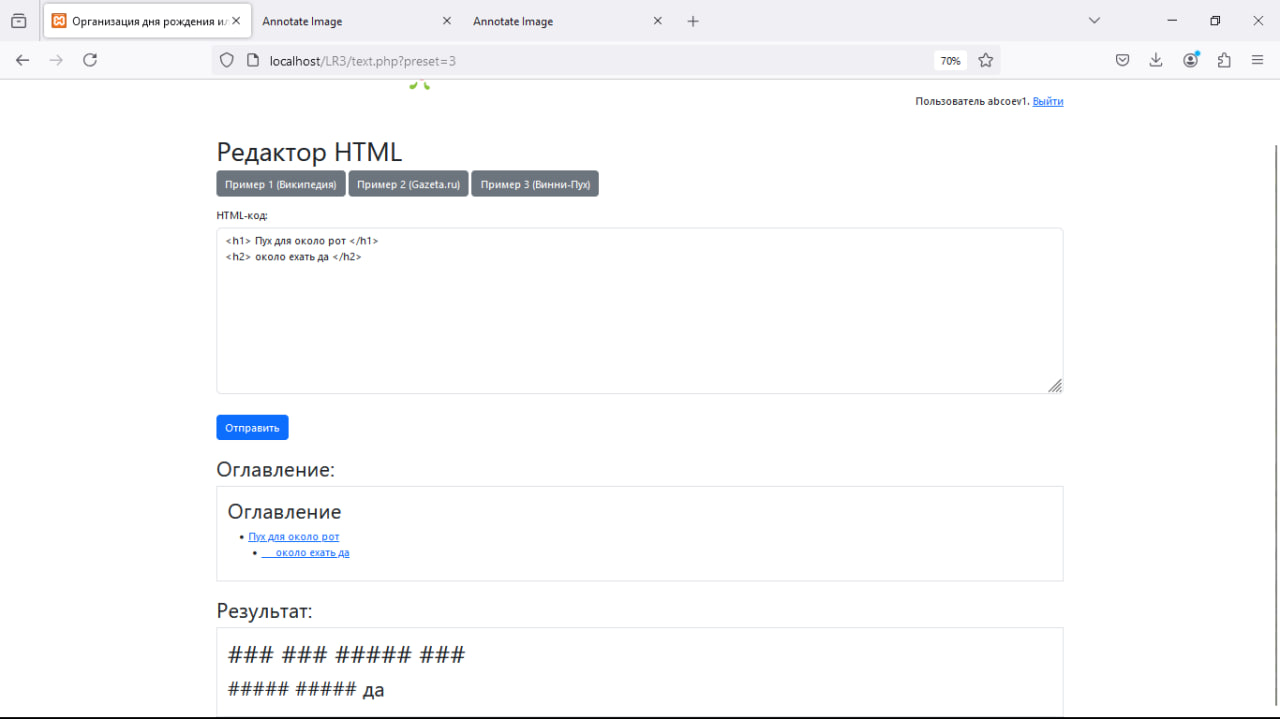 Организация дня рождения ил
Annotate Image
Annotate Image
localhost/LR3/text.php?preset=3
70%
Пользователь abcoev1. Выйти
Редактор HTML
Пример 1 (Википедия) Пример 2 (Gazeta.ru) Пример 3 (Винни-Пух)
HTML-код:
<h1> Пух для около рот </h1>
<h2> около ехать да </h2>
Отправить
Оглавление:
Оглавление
• Пух для около рот
• __ около ехать да
Результат:
### ### ##### ###
##### ##### да